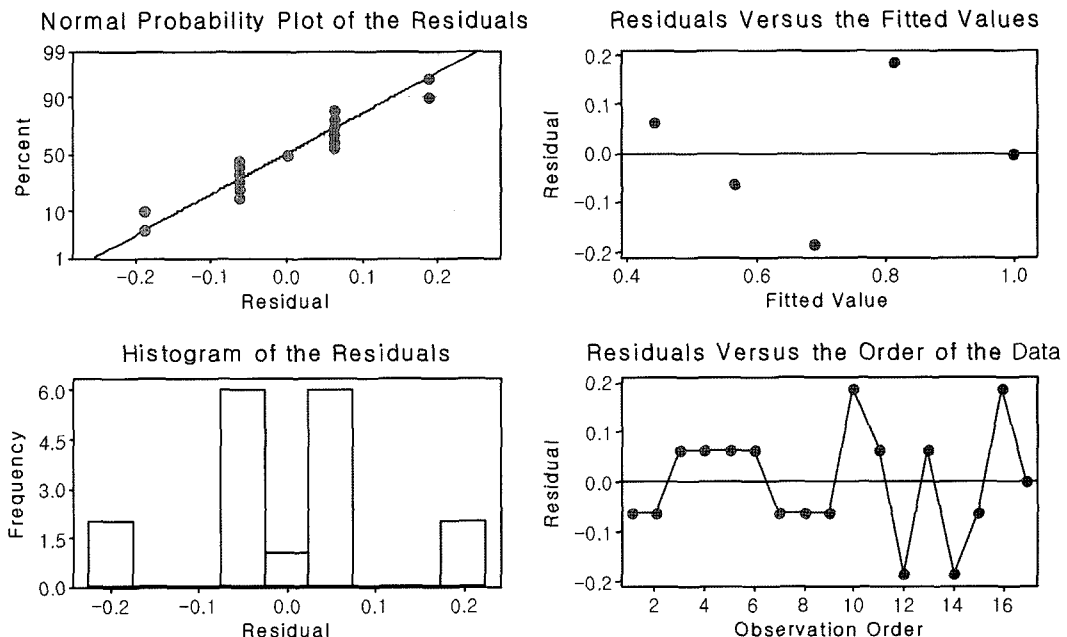 Normal Probability Plot of the Residuals
99
90
50
10
1
Percent
-0.2 -0.1 0.0 0.1 0.2
Residual
Residuals Versus the Fitted Values
0.2
0.1
0.0
-0.1
-0.2
Residual
0.4 0.6 0.8 1.0
Fitted Value
Histogram of the Residuals
6.0
4.5
3.0
1.5
0.0
Frequency
-0.2 -0.1 0.0 0.1 0.2
Residual
Residuals Versus the Order of the Data
0.2
0.1
0.0
-0.1
-0.2
Residual
2 4 6 8 10 12 14 16
Observation Order